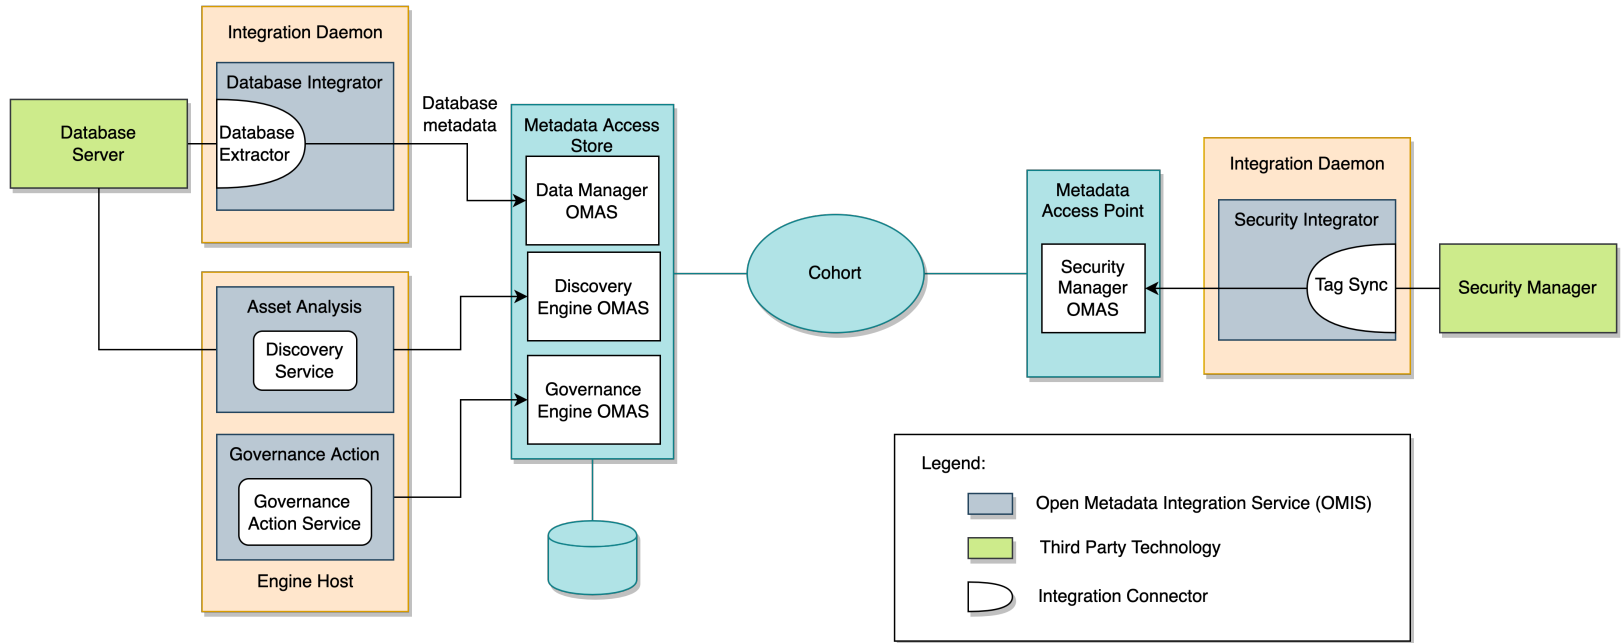 Integration Daemon
Database Integrator
Database
Extractor
Database
Server
Database
metadata
Metadata Access
Store
Data Manager
OMAS
Discovery
Engine OMAS
Governance
Engine OMAS
Asset Analysis
Discovery
Service
Governance Action
Governance
Action Service
Engine Host
Cohort
Metadata
Access Point
Security
Manager
OMAS
Integration Daemon
Security Integrator
Tag Sync
Security Manager
Legend:
Open Metadata Integration Service (OMIS)
Third Party Technology
Integration Connector